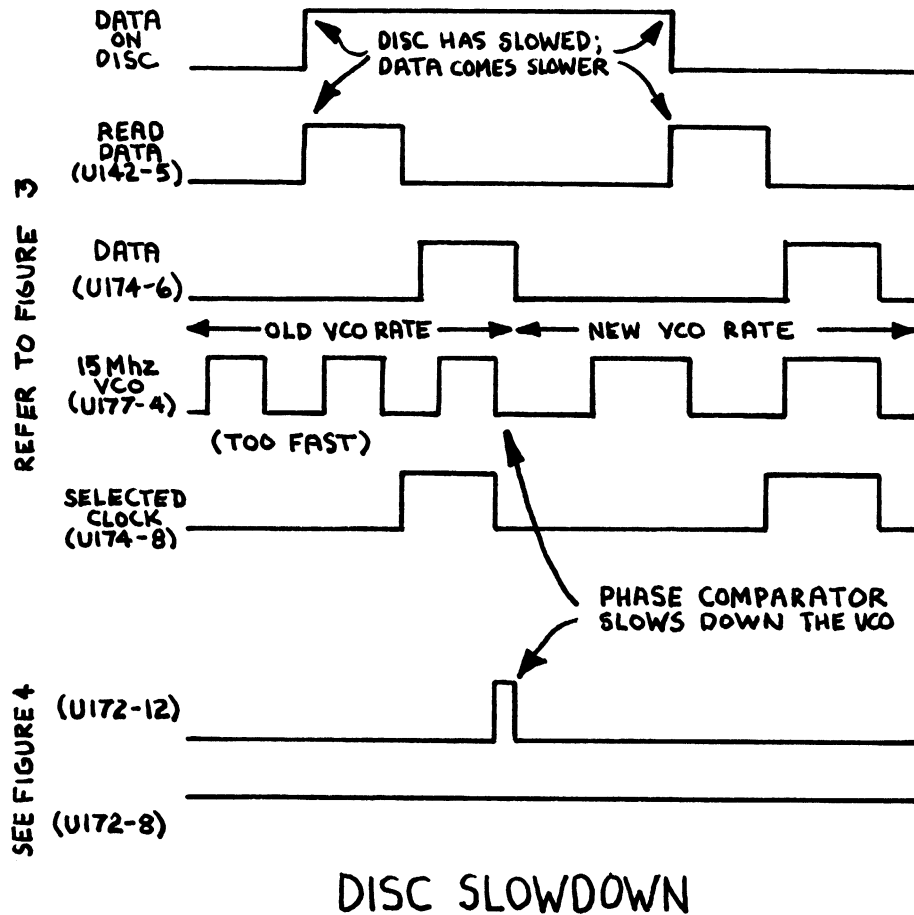 DATA
ON
DISC
DISC HAS SLOWED;
DATA COMES SLOWER
READ
DATA
(U142-5)
REFER TO FIGURE 3
DATA
(U174-6)
OLD VCO RATE
NEW VCO RATE
15 Mhz
VCO
(U177-4)
(TOO FAST)
SELECTED
CLOCK
(U174-8)
PHASE COMPARATOR
SLOWS DOWN THE VCO
SEE FIGURE 4
(U172-12)
(U172-8)
DISC SLOWDOWN